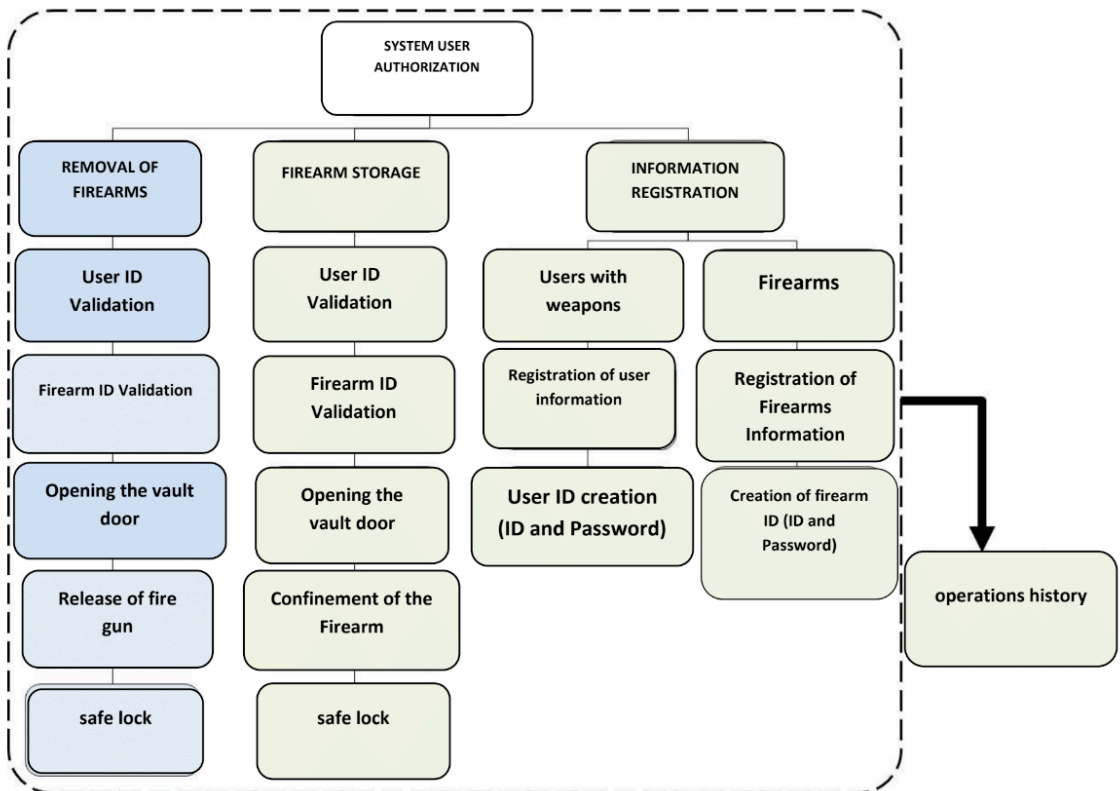 SYSTEM USER
AUTHORIZATION
REMOVAL OF
FIREARMS
User ID
Validation
Firearm ID Validation
Opening the vault
door
Release of fire
gun
safe lock
FIREARM STORAGE
User ID
Validation
Firearm ID
Validation
Opening the
vault door
Confinement of the
Firearm
safe lock
INFORMATION
REGISTRATION
Users with
weapons
Registration of user
information
User ID creation
(ID and Password)
Firearms
Registration of
Firearms
Information
Creation of firearm
ID (ID and
Password)
operations history